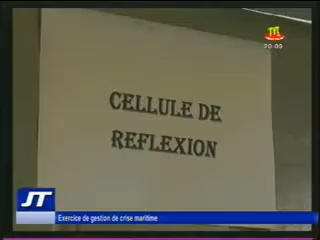 20:09
CELLULE DE
REFLEXION
JT
Exercice de gestion de crise maritime